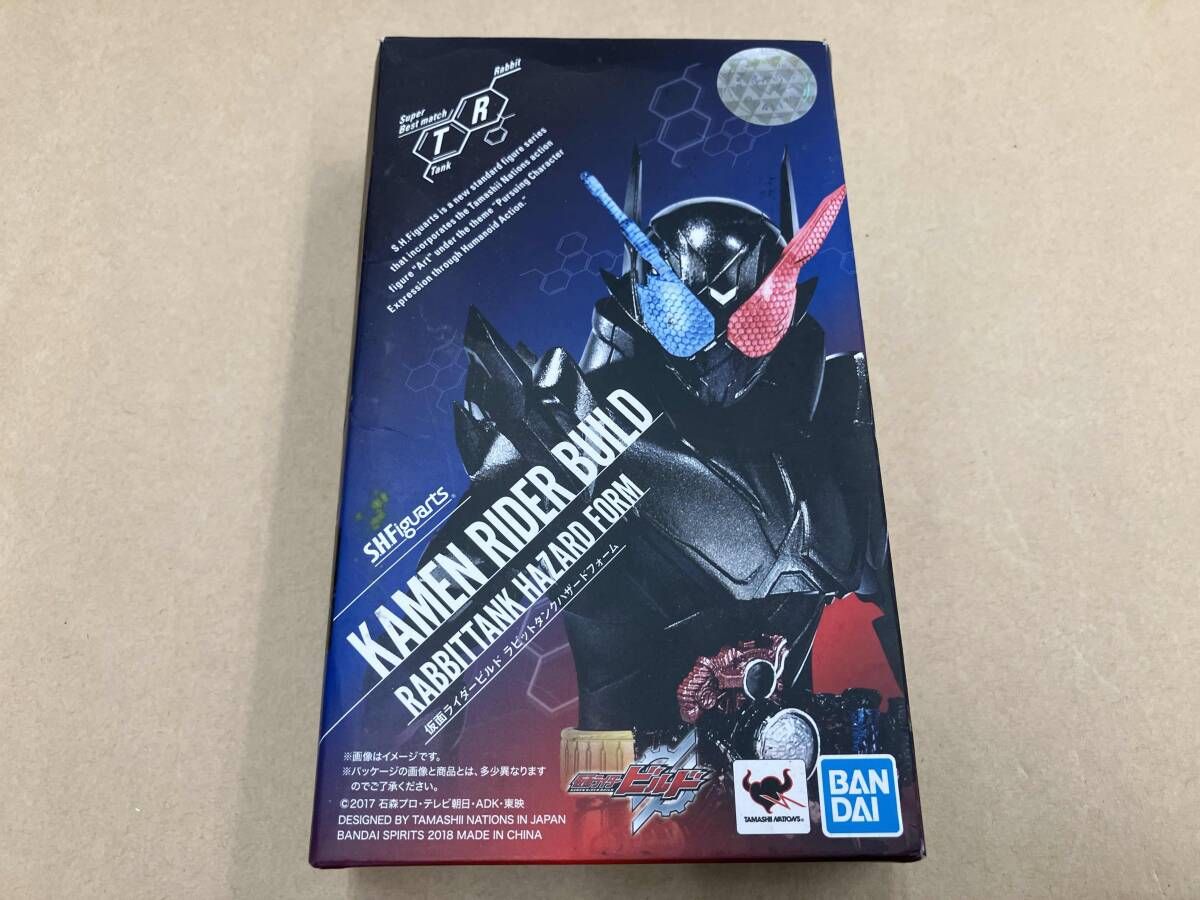 Rabbit
Super
Best match
T R
Tank
S.H.Figuarts is a new standard figure series
that incorporates the Tamashii Nations action
figure "Art" under the theme "Pursuing Character
Expression through Humanoid Action."
S.H.Figuarts®
KAMEN RIDER BUILD
RABBITTANK HAZARD FORM
仮面ライダービルド ラビットタンクハザードフォーム
※画像はイメージです。
※パッケージの画像と商品とは、多少異なります
のでご了承ください。
©2017 石森プロ・テレビ朝日・ADK・東映
DESIGNED BY TAMASHII NATIONS IN JAPAN
BANDAI SPIRITS 2018 MADE IN CHINA
仮面ライダー
ビルド
TAMASHII NATIONS®
BAN
DAI